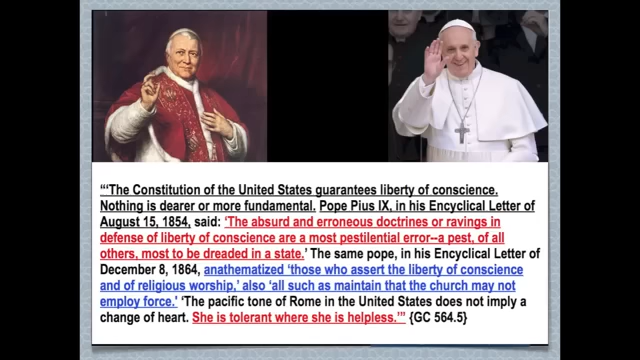 “‘The Constitution of the United States guarantees liberty of conscience.
Nothing is dearer or more fundamental. Pope Pius IX, in his Encyclical Letter of
August 15, 1854, said: ‘The absurd and erroneous doctrines or ravings in
defense of liberty of conscience are a most pestilential error--a pest, of all
others, most to be dreaded in a state.’ The same pope, in his Encyclical Letter of
December 8, 1864, anathematized ‘those who assert the liberty of conscience
and of religious worship,’ also ‘all such as maintain that the church may not
employ force.’ ‘The pacific tone of Rome in the United States does not imply a
change of heart. She is tolerant where she is helpless.’” {GC 564.5}